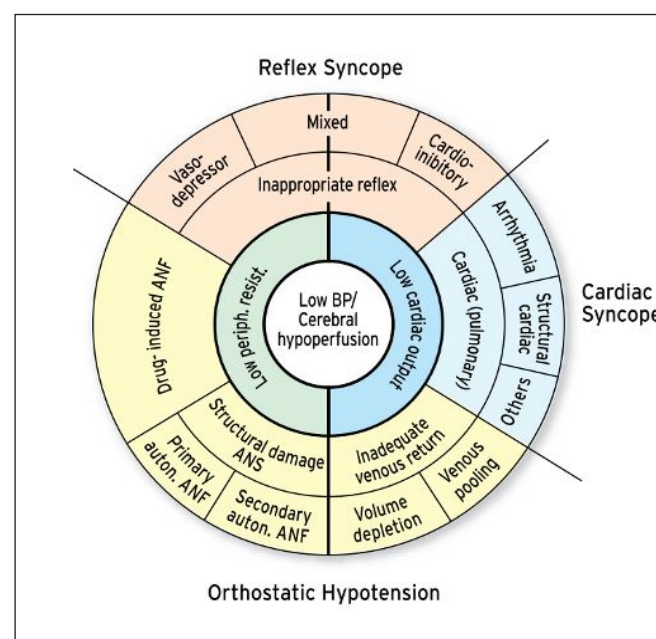 Reflex Syncope
Vaso-
depressor
Mixed
Cardio-
inibitory
Inappropriate reflex
Arrhythmia
Structural
cardiac
Others
Cardiac
Syncope
Cardiac (pulmonary)
Low periph. resist.
Low BP/
Cerebral
hypoperfusion
Low cardiac output
Drug- induced ANF
Structural damage
ANS
Primary
auton. ANF
Secondary
auton. ANF
Inadequate
venous return
Volume
depletion
Venous
pooling
Orthostatic Hypotension